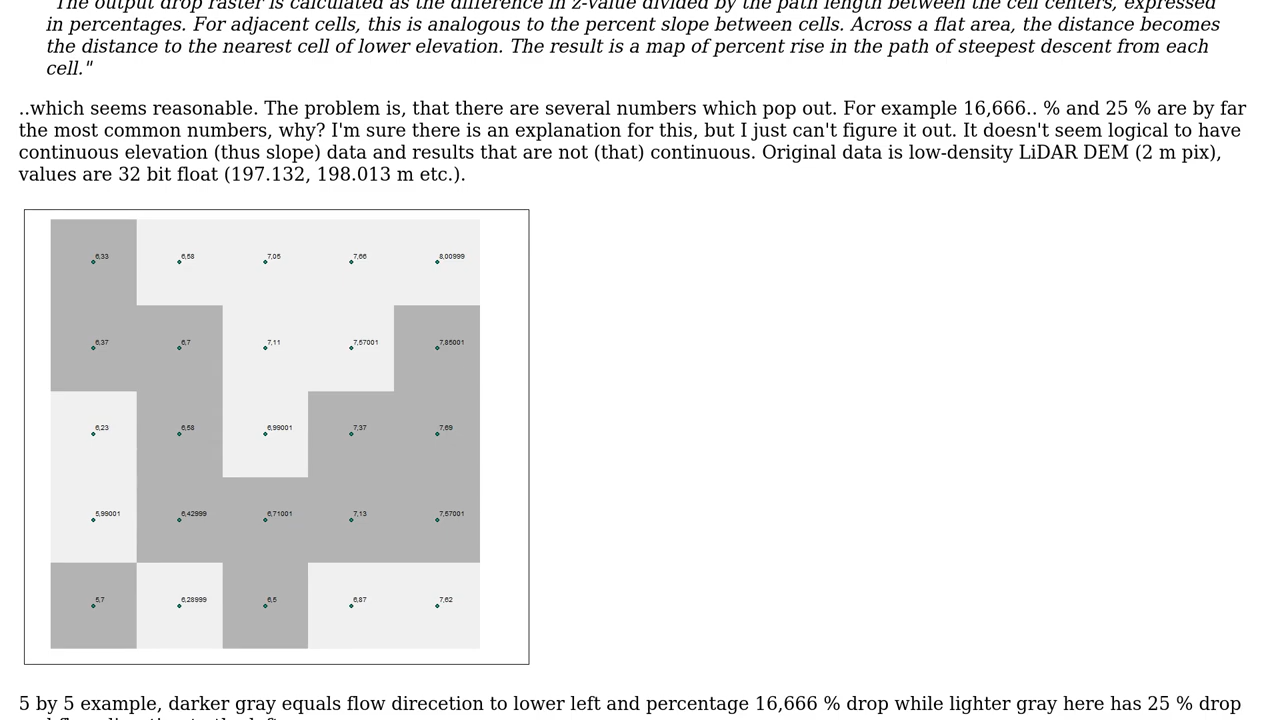 "The output drop raster is calculated as the difference in z-value divided by the path length between the cell centers, expressed
in percentages. For adjacent cells, this is analogous to the percent slope between cells. Across a flat area, the distance becomes
the distance to the nearest cell of lower elevation. The result is a map of percent rise in the path of steepest descent from each
cell."
..which seems reasonable. The problem is, that there are several numbers which pop out. For example 16,666.. % and 25 % are by far
the most common numbers, why? I'm sure there is an explanation for this, but I just can't figure it out. It doesn't seem logical to have
continuous elevation (thus slope) data and results that are not (that) continuous. Original data is low-density LiDAR DEM (2 m pix),
values are 32 bit float (197.132, 198.013 m etc.).
6,33 6,58 7,05 7,66 8,00999
6,37 6,7 7,11 7,57001 7,85001
6,23 6,58 6,99001 7,37 7,69
5,99001 6,42999 6,71001 7,13 7,57001
5,7 6,28999 6,5 6,87 7,62
5 by 5 example, darker gray equals flow direcetion to lower left and percentage 16,666 % drop while lighter gray here has 25 % drop
and flow direction to the left